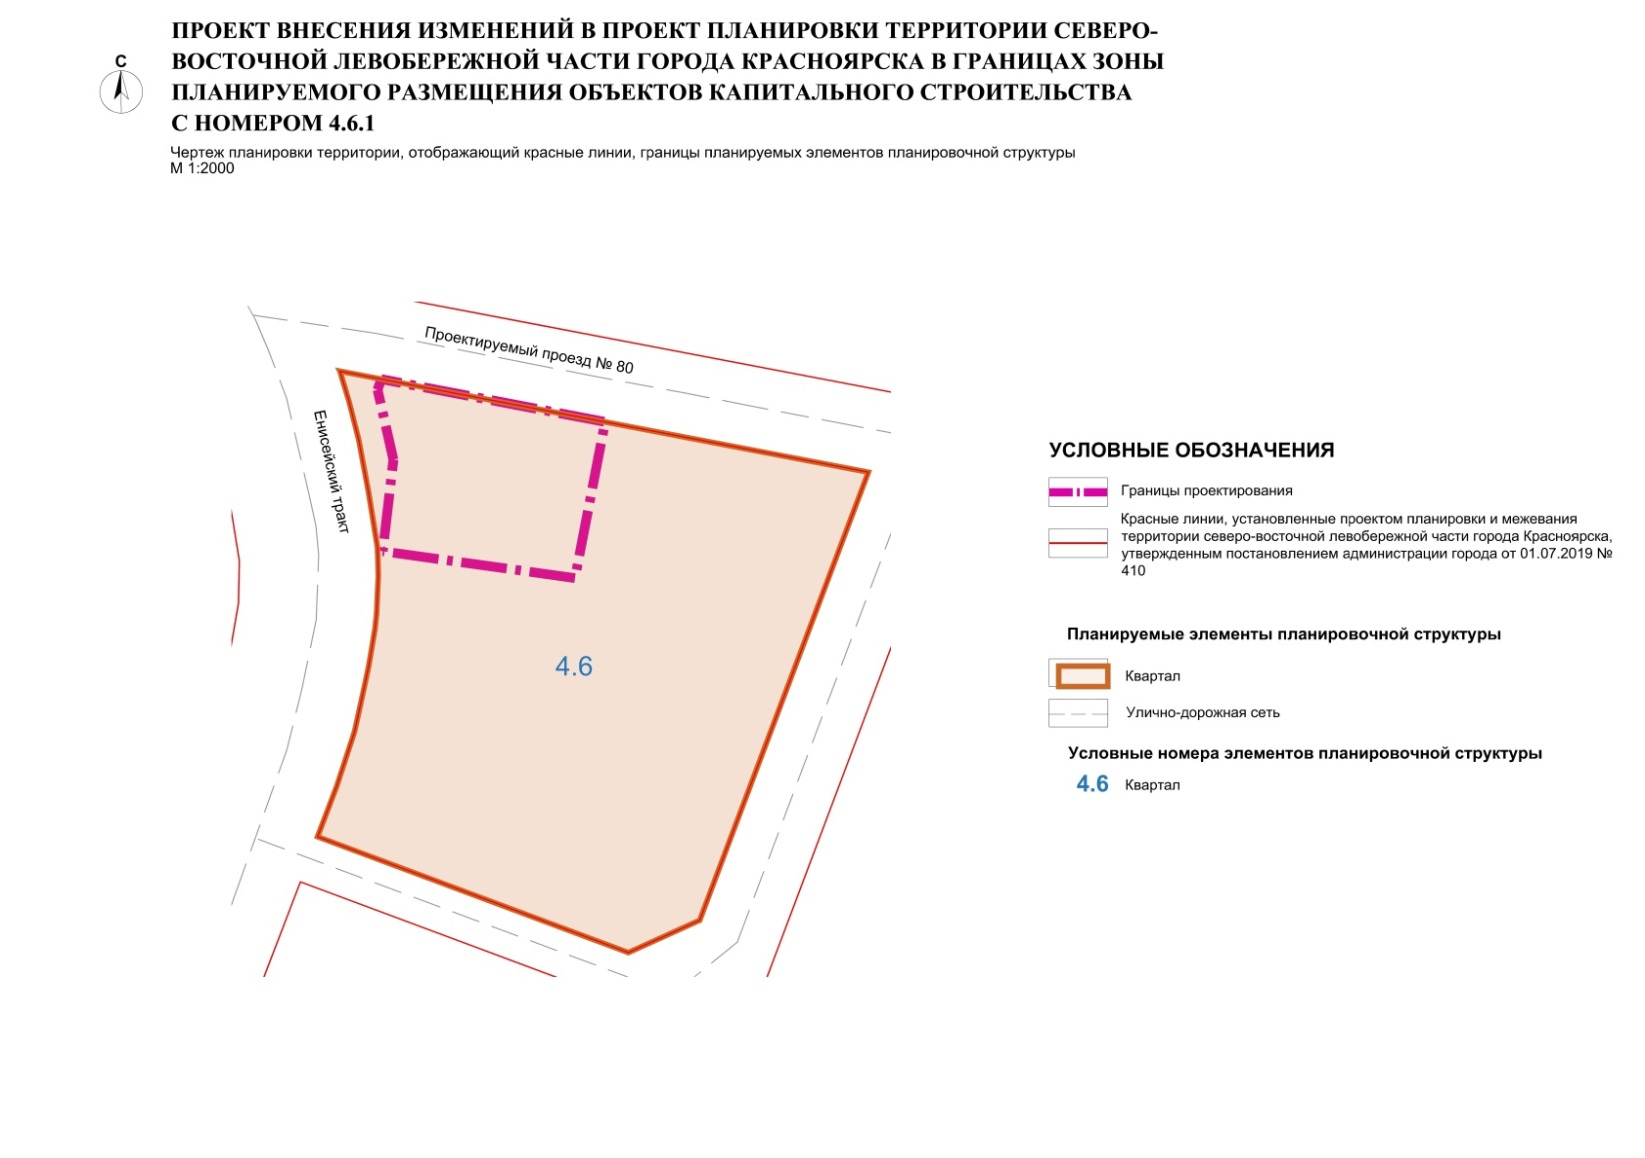 ПРОЕКТ ВНЕСЕНИЯ ИЗМЕНЕНИЙ В ПРОЕКТ ПЛАНИРОВКИ ТЕРРИТОРИИ СЕВЕРО-
ВОСТОЧНОЙ ЛЕВОБЕРЕЖНОЙ ЧАСТИ ГОРОДА КРАСНОЯРСКА В ГРАНИЦАХ ЗОНЫ
ПЛАНИРУЕМОГО РАЗМЕЩЕНИЯ ОБЪЕКТОВ КАПИТАЛЬНОГО СТРОИТЕЛЬСТВА
С НОМЕРОМ 4.6.1
С
Чертеж планировки территории, отображающий красные линии, границы планируемых элементов планировочной структуры
М 1:2000
Проектируемый проезд № 80
Енисейский тракт
4.6
УСЛОВНЫЕ ОБОЗНАЧЕНИЯ
Границы проектирования
Красные линии, установленные проектом планировки и межевания
территории северо-восточной левобережной части города Красноярска,
утвержденным постановлением администрации города от 01.07.2019 №
410
Планируемые элементы планировочной структуры
Квартал
Улично-дорожная сеть
Условные номера элементов планировочной структуры
4.6 Квартал